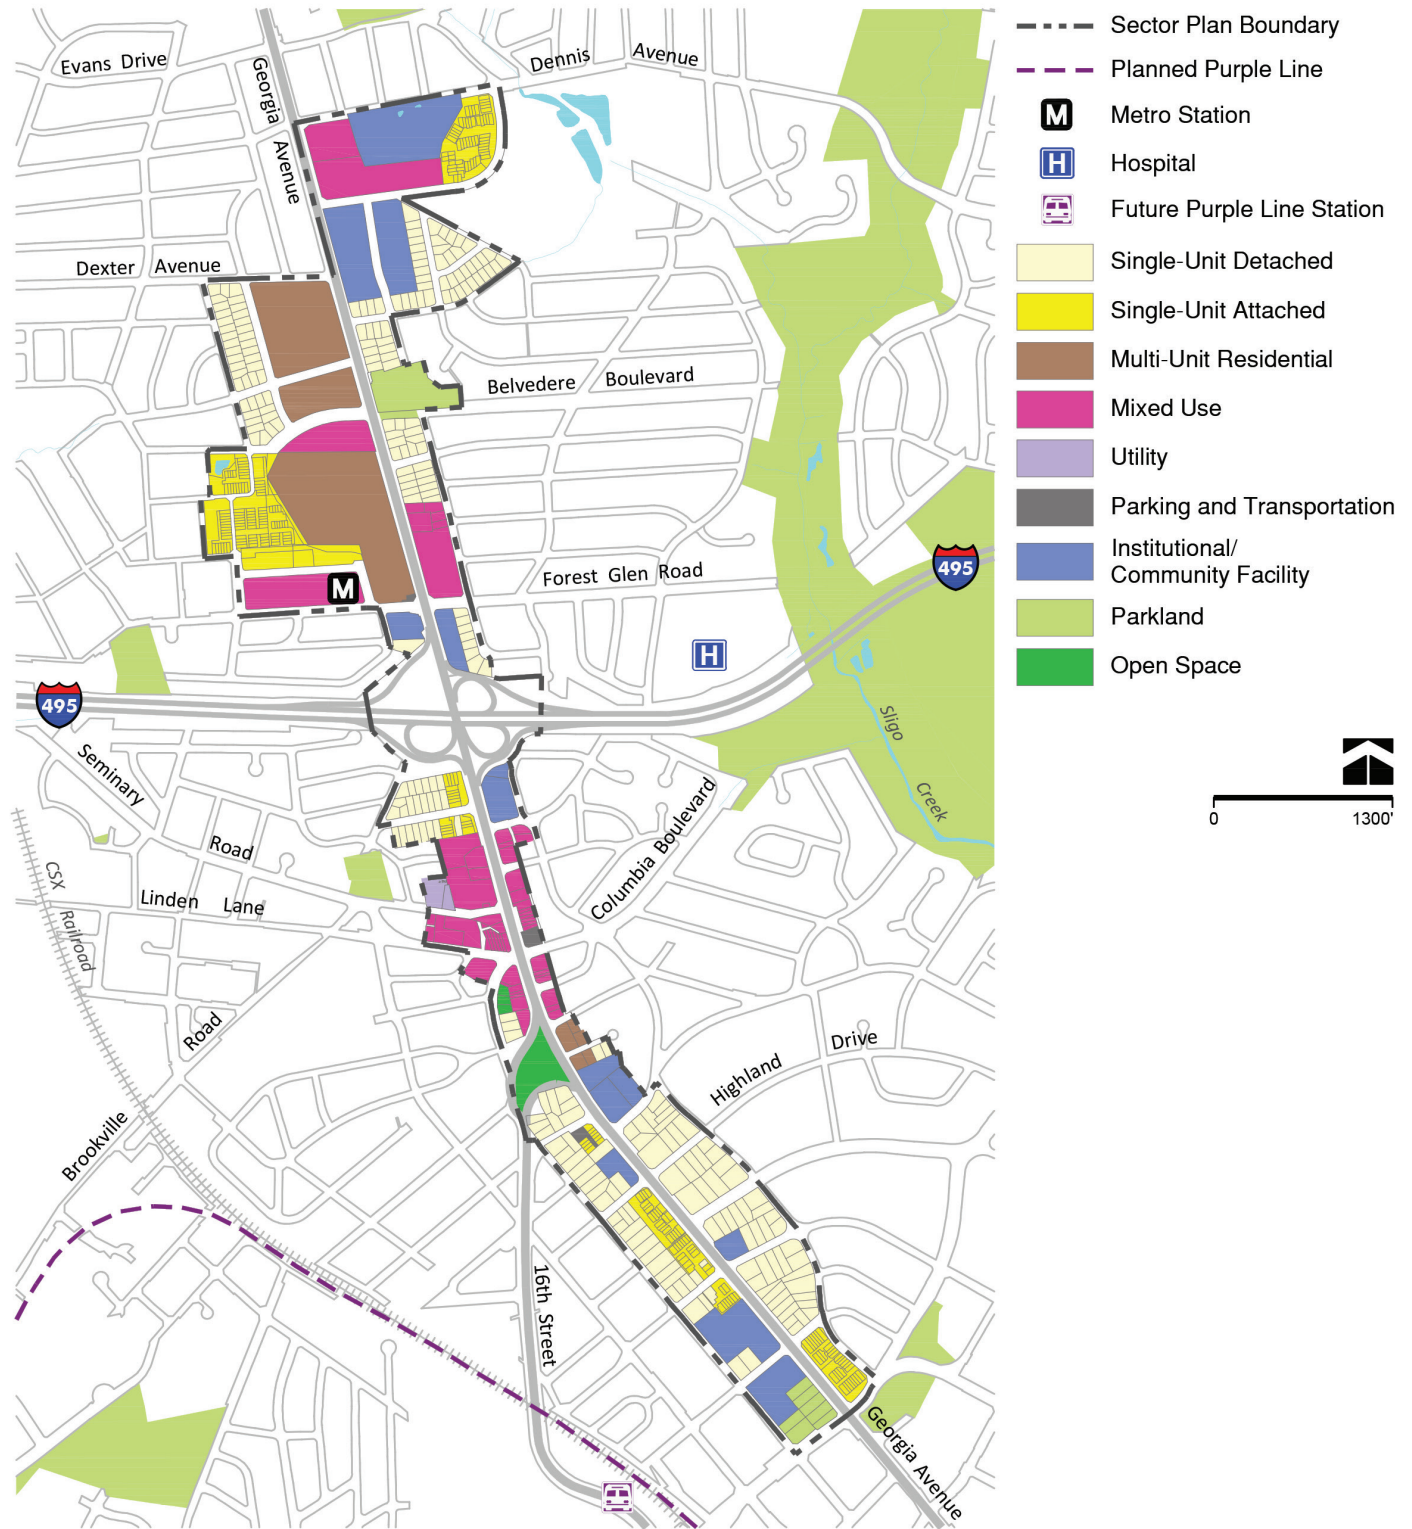 Evans Drive
Georgia
Avenue
Dennis Avenue
Dexter Avenue
Belvedere Boulevard
M
Forest Glen Road
495
H
495
Seminary
Road
Sligo
Creek
Columbia Boulevard
Linden Lane
CSX
Railroad
Road
Brookville
Highland Drive
16th Street
Georgia Avenue
Sector Plan Boundary
Planned Purple Line
M Metro Station
H Hospital
Future Purple Line Station
Single-Unit Detached
Single-Unit Attached
Multi-Unit Residential
Mixed Use
Utility
Parking and Transportation
Institutional/
Community Facility
Parkland
Open Space
0 1300'